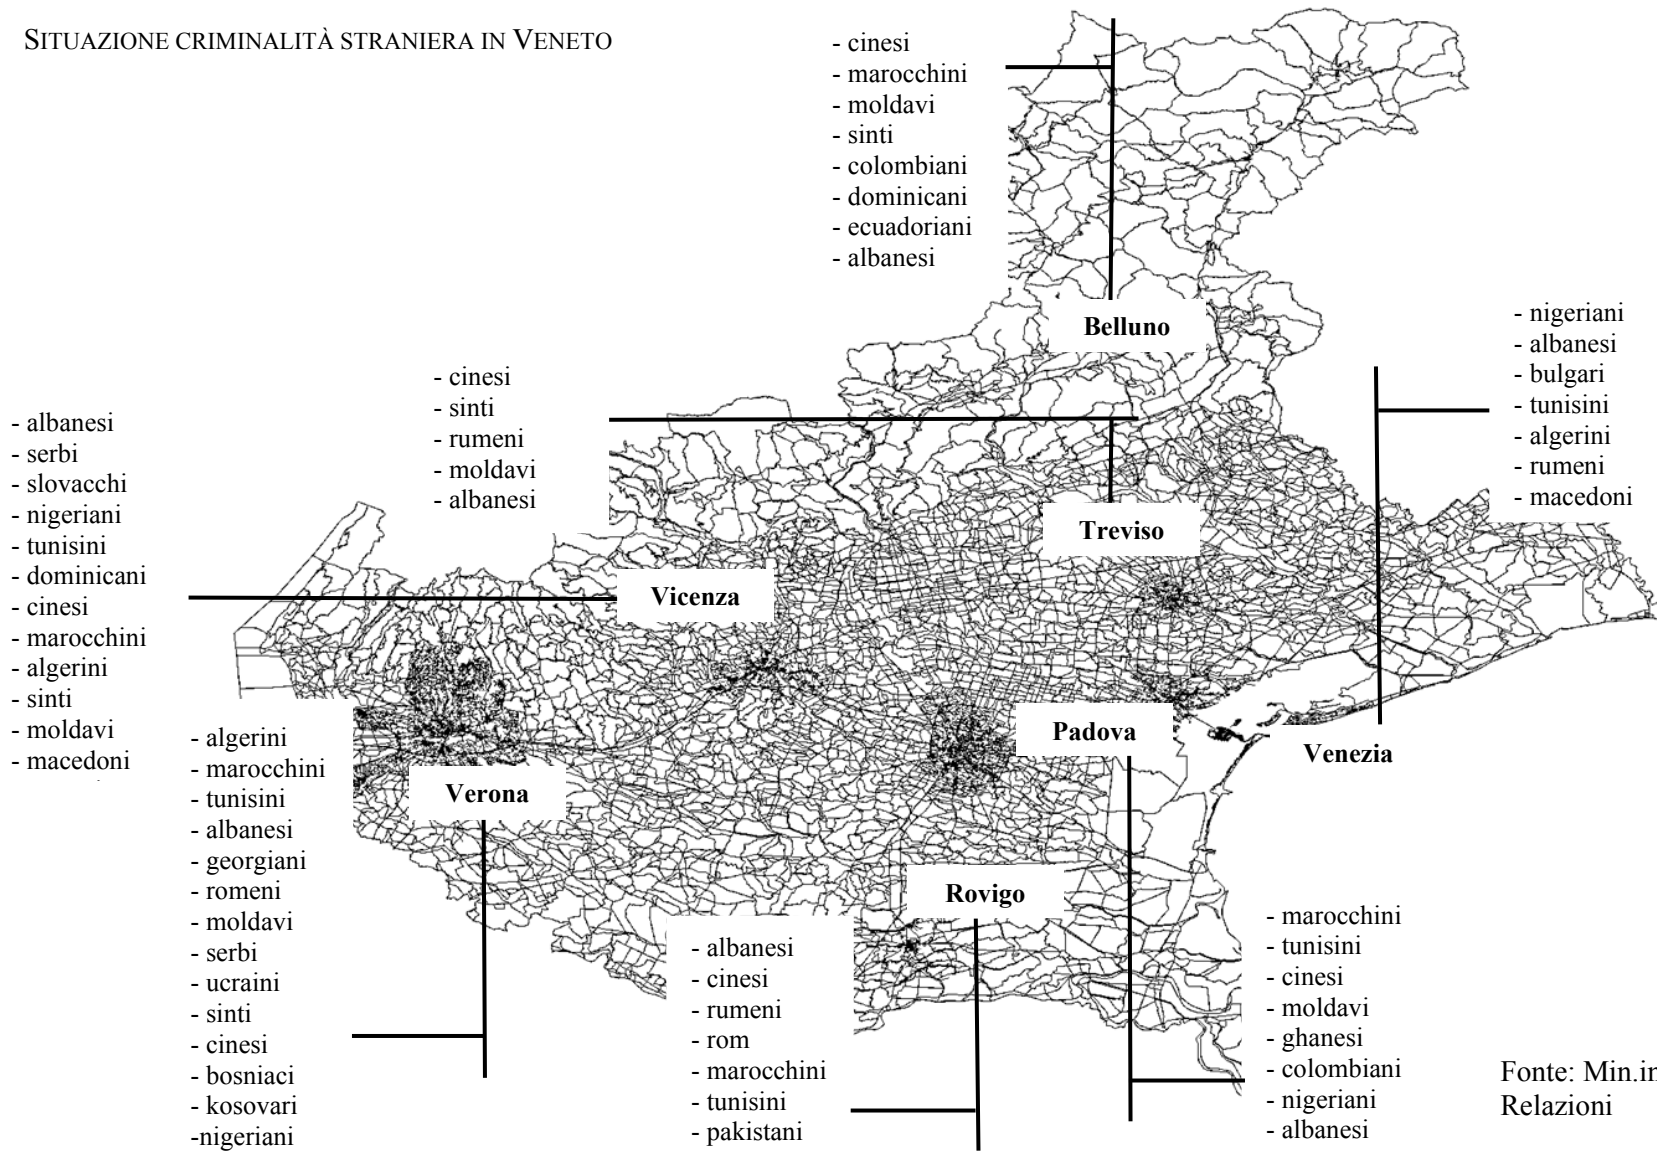 SITUAZIONE CRIMINALITÀ STRANIERA IN VENETO
- cinesi
- marocchini
- moldavi
- sinti
- colombiani
- dominicani
- ecuadoriani
- albanesi
Belluno
- nigeriani
- albanesi
- bulgari
- tunisini
- algerini
- rumeni
- macedoni
Venezia
- cinesi
- sinti
- rumeni
- moldavi
- albanesi
Treviso
- albanesi
- serbi
- slovacchi
- nigeriani
- tunisini
- dominicani
- cinesi
- marocchini
- algerini
- sinti
- moldavi
- macedoni
Vicenza
Padova
- marocchini
- tunisini
- cinesi
- moldavi
- ghanesi
- colombiani
- nigeriani
- albanesi
Verona
- algerini
- marocchini
- tunisini
- albanesi
- georgiani
- romeni
- moldavi
- serbi
- ucraini
- sinti
- cinesi
- bosniaci
- kosovari
-nigeriani
Rovigo
- albanesi
- cinesi
- rumeni
- rom
- marocchini
- tunisini
- pakistani
Fonte: Min.in
Relazioni